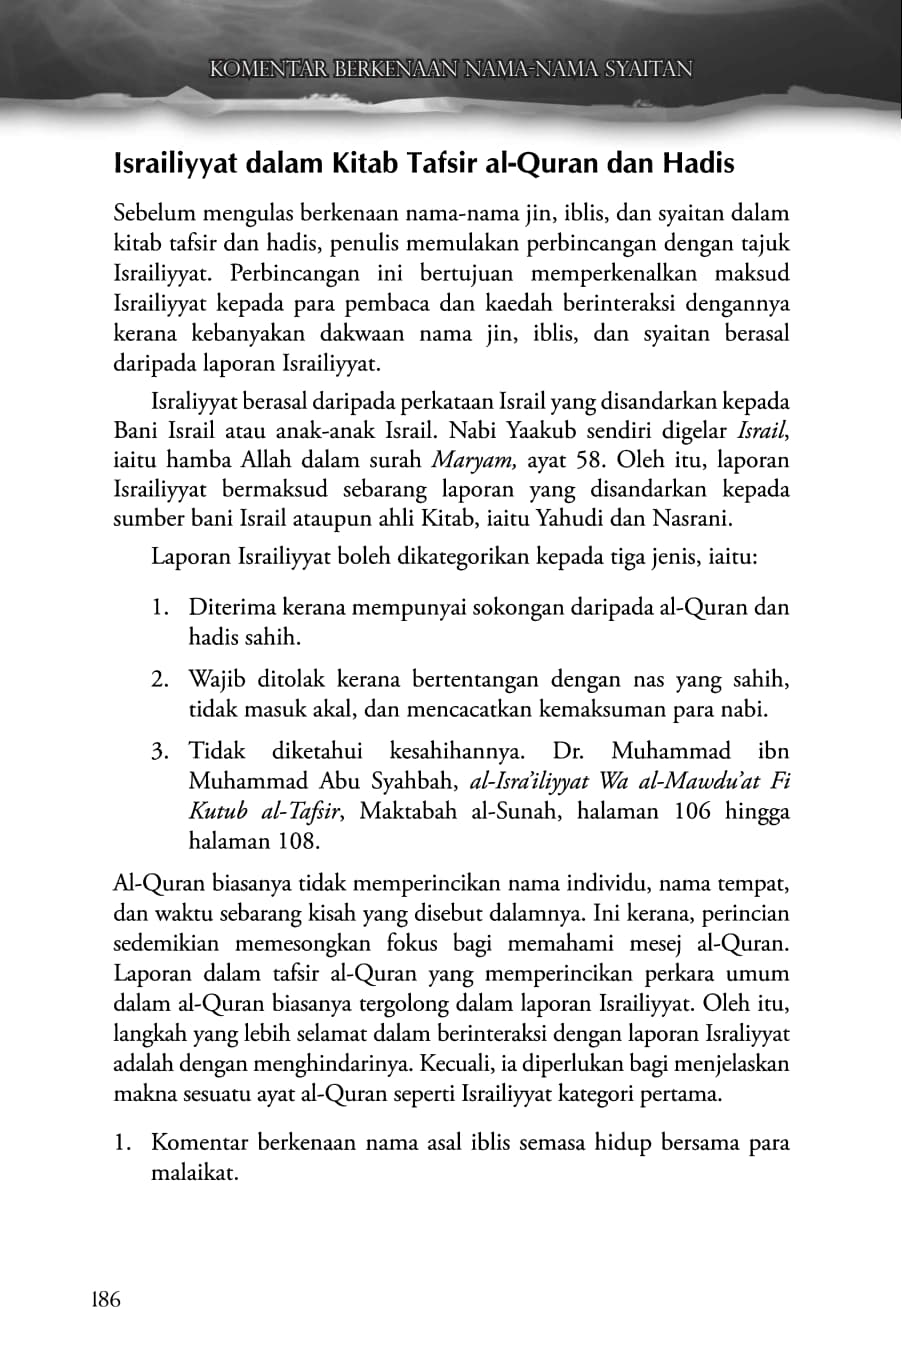 KOMENTAR BERKENAAN NAMA-NAMA SYAITAN
Israiliyyat dalam Kitab Tafsir al-Quran dan Hadis
Sebelum mengulas berkenaan nama-nama jin, iblis, dan syaitan dalam
kitab tafsir dan hadis, penulis memulakan perbincangan dengan tajuk
Israiliyyat. Perbincangan ini bertujuan memperkenalkan maksud
Israiliyyat kepada para pembaca dan kaedah berinteraksi dengannya
kerana kebanyakan dakwaan nama jin, iblis, dan syaitan berasal
daripada laporan Israiliyyat.
Israliyyat berasal daripada perkataan Israil yang disandarkan kepada
Bani Israil atau anak-anak Israil. Nabi Yaakub sendiri digelar Israil,
iaitu hamba Allah dalam surah Maryam, ayat 58. Oleh itu, laporan
Israiliyyat bermaksud sebarang laporan yang disandarkan kepada
sumber bani Israil ataupun ahli Kitab, iaitu Yahudi dan Nasrani.
Laporan Israiliyyat boleh dikategorikan kepada tiga jenis, iaitu:
1. Diterima kerana mempunyai sokongan daripada al-Quran dan
hadis sahih.
2. Wajib ditolak kerana bertentangan dengan nas yang sahih,
tidak masuk akal, dan mencacatkan kemaksuman para nabi.
3. Tidak diketahui kesahihannya. Dr. Muhammad ibn
Muhammad Abu Syahbah, al-Isra’iliyyat Wa al-Mawdu’at Fi
Kutub al-Tafsir, Maktabah al-Sunah, halaman 106 hingga
halaman 108.
Al-Quran biasanya tidak memperincikan nama individu, nama tempat,
dan waktu sebarang kisah yang disebut dalamnya. Ini kerana, perincian
sedemikian memesongkan fokus bagi memahami mesej al-Quran.
Laporan dalam tafsir al-Quran yang memperincikan perkara umum
dalam al-Quran biasanya tergolong dalam laporan Israiliyyat. Oleh itu,
langkah yang lebih selamat dalam berinteraksi dengan laporan Israliyyat
adalah dengan menghindarinya. Kecuali, ia diperlukan bagi menjelaskan
makna sesuatu ayat al-Quran seperti Israiliyyat kategori pertama.
1. Komentar berkenaan nama asal iblis semasa hidup bersama para
malaikat.
186